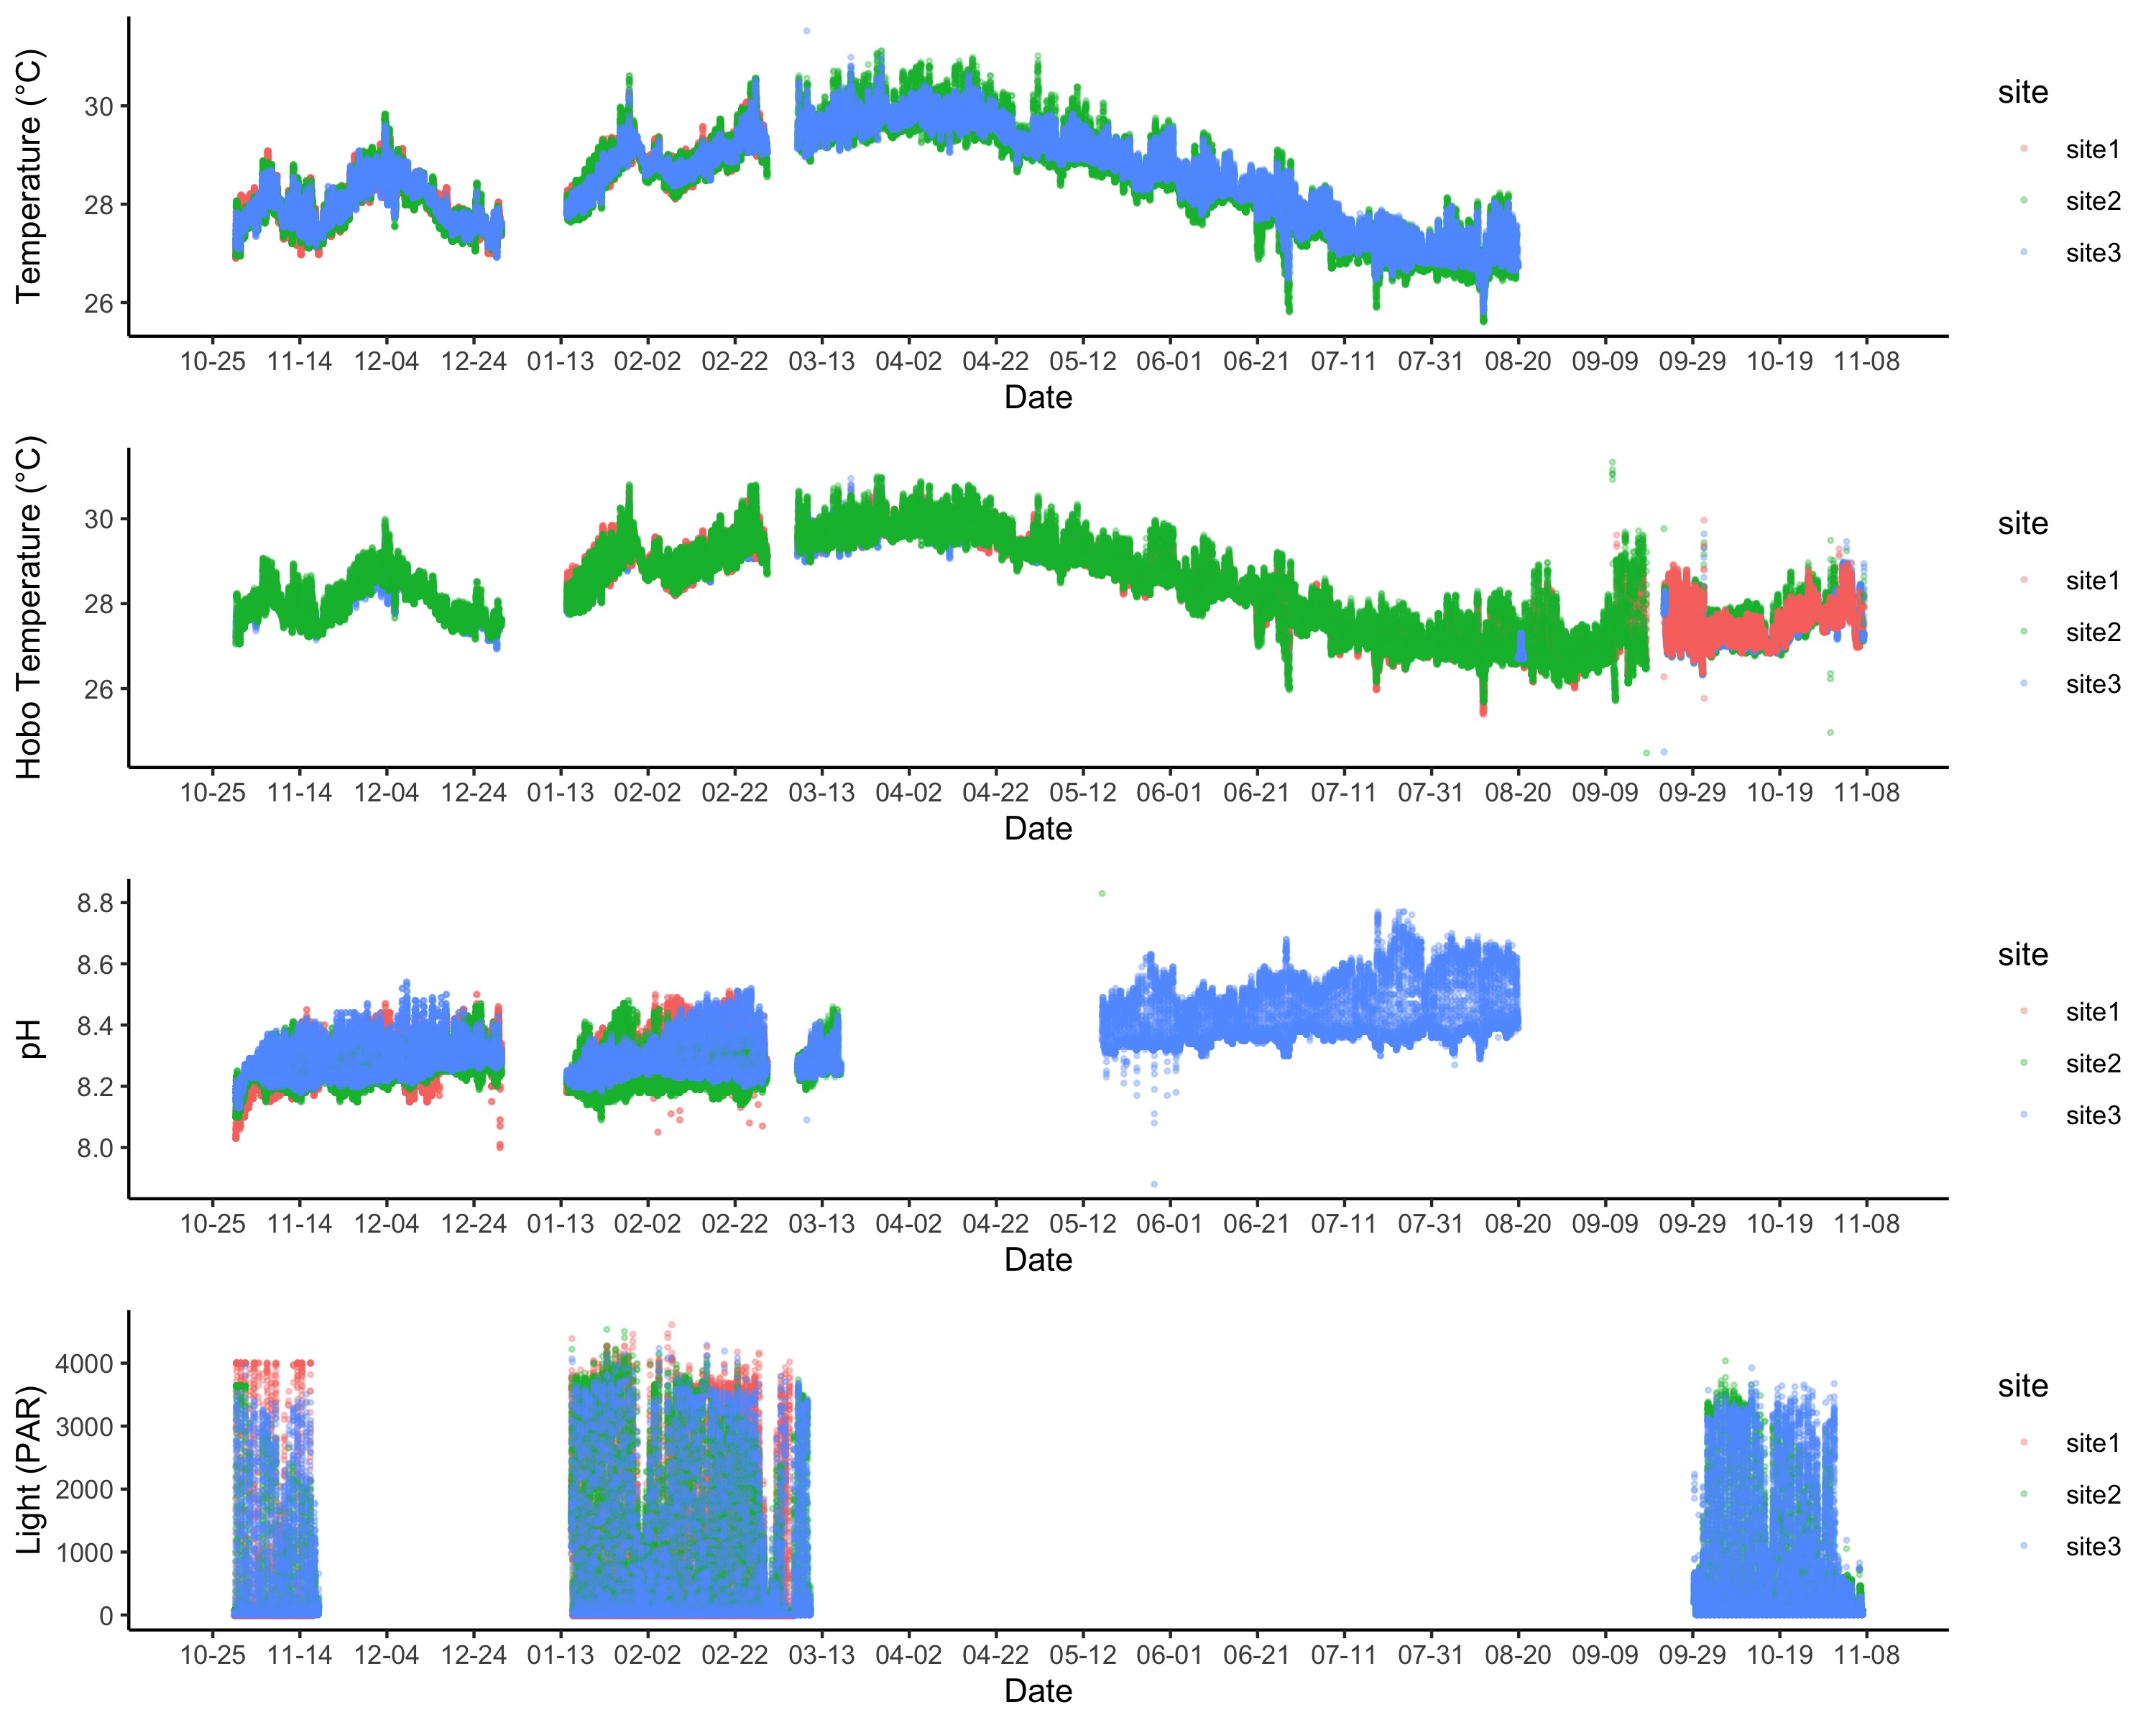 Temperature (°C)
30
28
26
10-25 11-14 12-04 12-24 01-13 02-02 02-22 03-13 04-02 04-22 05-12 06-01 06-21 07-11 07-31 08-20 09-09 09-29 10-19 11-08
Date
site
site1
site2
site3
Hobo Temperature (°C)
30
28
26
10-25 11-14 12-04 12-24 01-13 02-02 02-22 03-13 04-02 04-22 05-12 06-01 06-21 07-11 07-31 08-20 09-09 09-29 10-19 11-08
Date
site
site1
site2
site3
pH
8.8
8.6
8.4
8.2
8.0
10-25 11-14 12-04 12-24 01-13 02-02 02-22 03-13 04-02 04-22 05-12 06-01 06-21 07-11 07-31 08-20 09-09 09-29 10-19 11-08
Date
site
site1
site2
site3
Light (PAR)
4000
3000
2000
1000
0
10-25 11-14 12-04 12-24 01-13 02-02 02-22 03-13 04-02 04-22 05-12 06-01 06-21 07-11 07-31 08-20 09-09 09-29 10-19 11-08
Date
site
site1
site2
site3